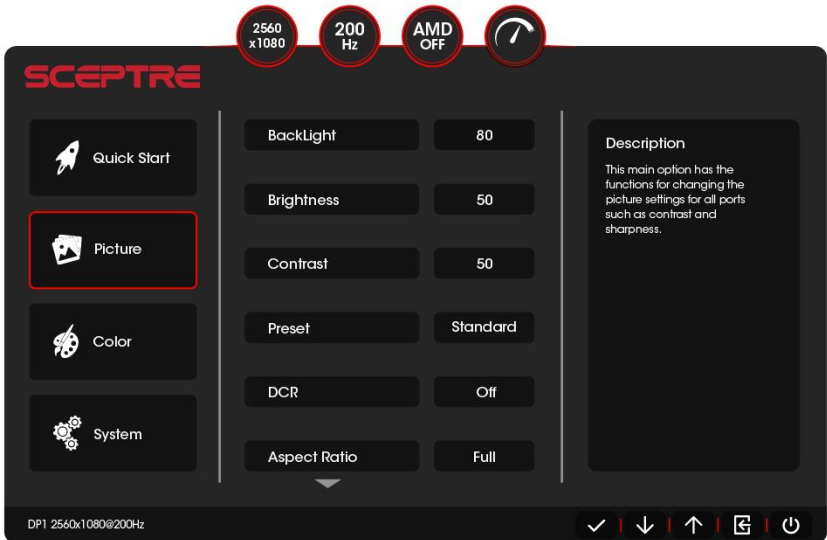 2560
x1080
200
Hz
AMD
OFF
SCEPTRE
Quick Start
Picture
Color
System
BackLight 80
Brightness 50
Contrast 50
Preset Standard
DCR Off
Aspect Ratio Full
Description
This main option has the
functions for changing the
picture settings for all ports
such as contrast and
sharpness.
DP1 2560x1080@200Hz